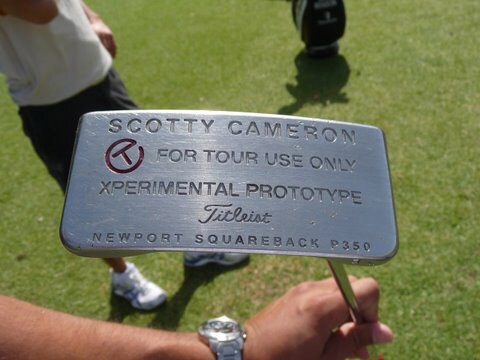 SCOTTY CAMERON
T FOR TOUR USE ONLY
XPERIMENTAL PROTOTYPE
Titleist
NEWPORT SQUAREBACK P350